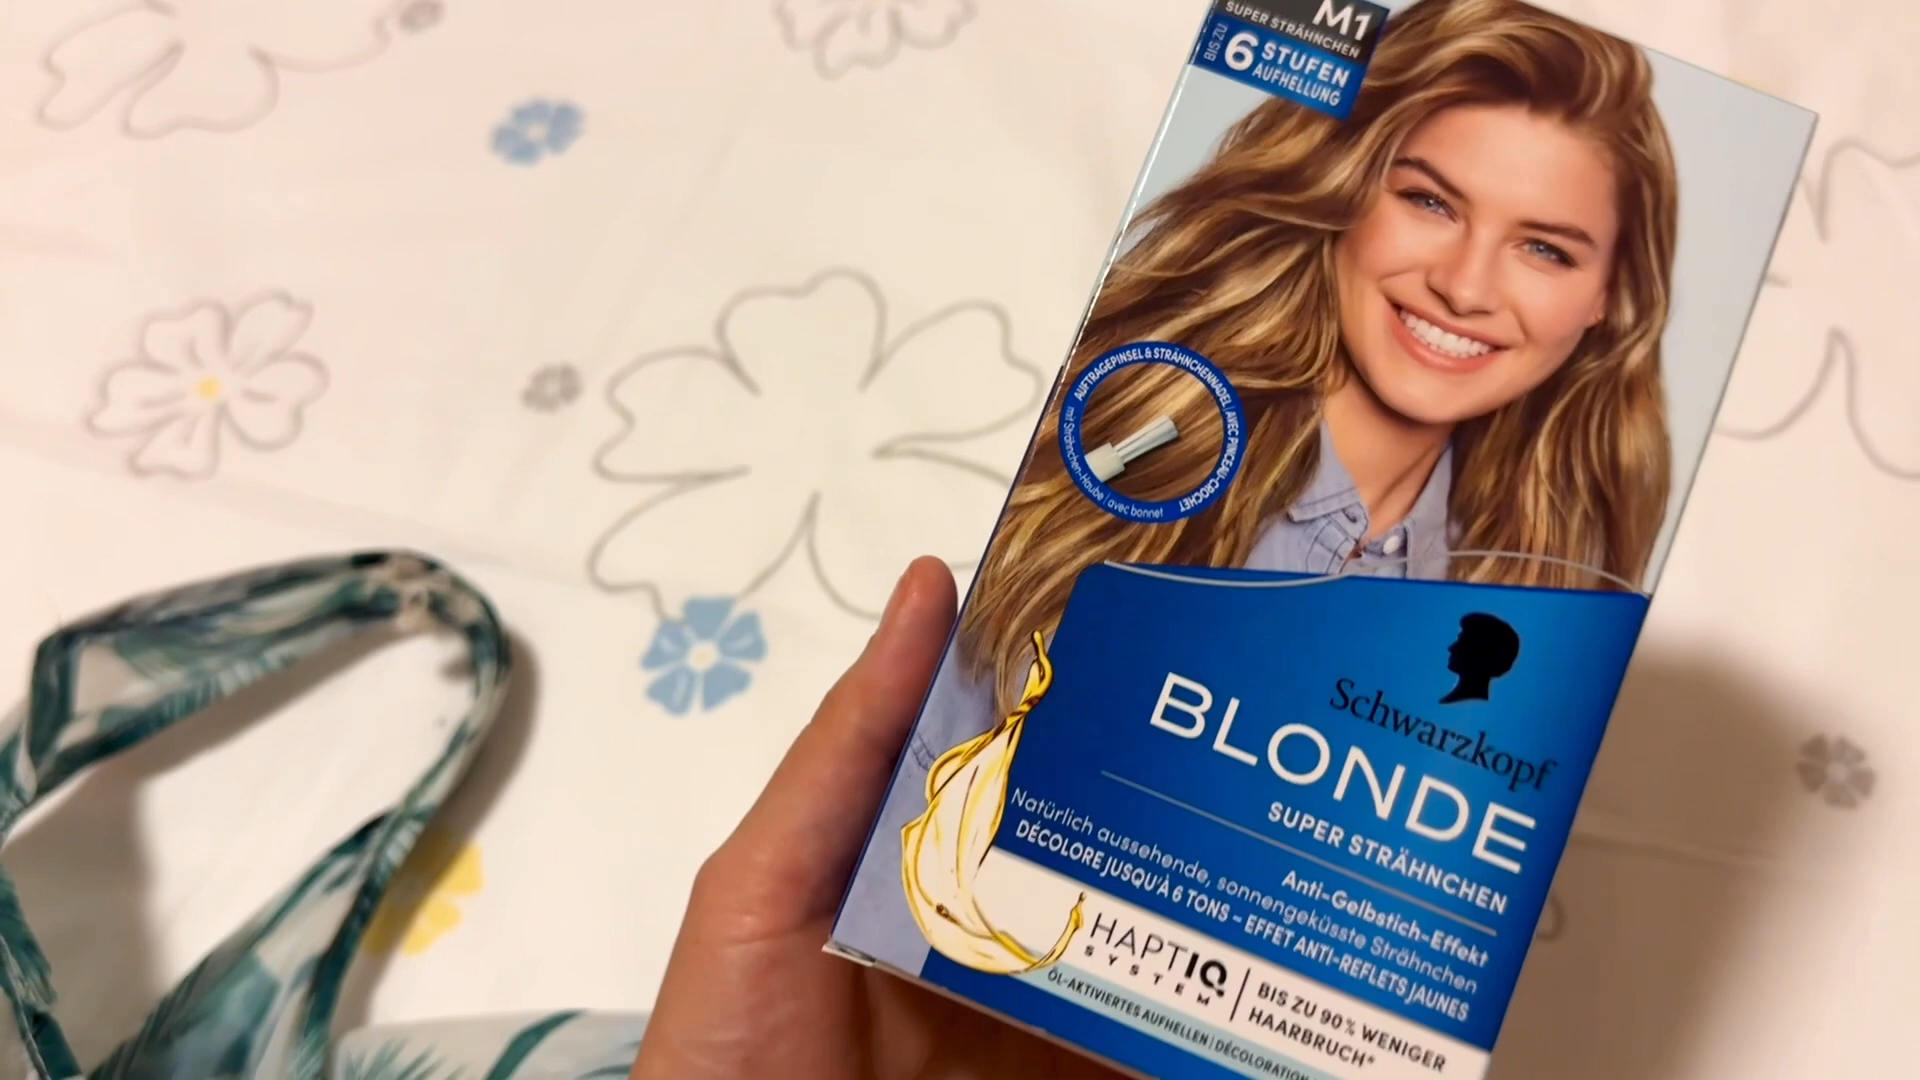 M1
SUPER STRÄHNCHEN
BIS ZU
6 STUFEN
AUFHELLUNG
AUFTRAGEPINSEL & STRÄHNCHENNADEL | AVEC PINCEAU-CROCHET
mit Strähnchen-Haube | avec bonnet
Schwarzkopf
BLONDE
SUPER STRÄHNCHEN
Anti-Gelbstich-Effekt
Natürlich aussehende, sonnengeküsste Strähnchen
DÉCOLORE JUSQU'À 6 TONS – EFFET ANTI-REFLETS JAUNES
HAPTIQ
SYSTEM
BIS ZU 90% WENIGER
HAARBRUCH*
ÖL-AKTIVIERTES AUFHELLEN | DÉCOLORATION